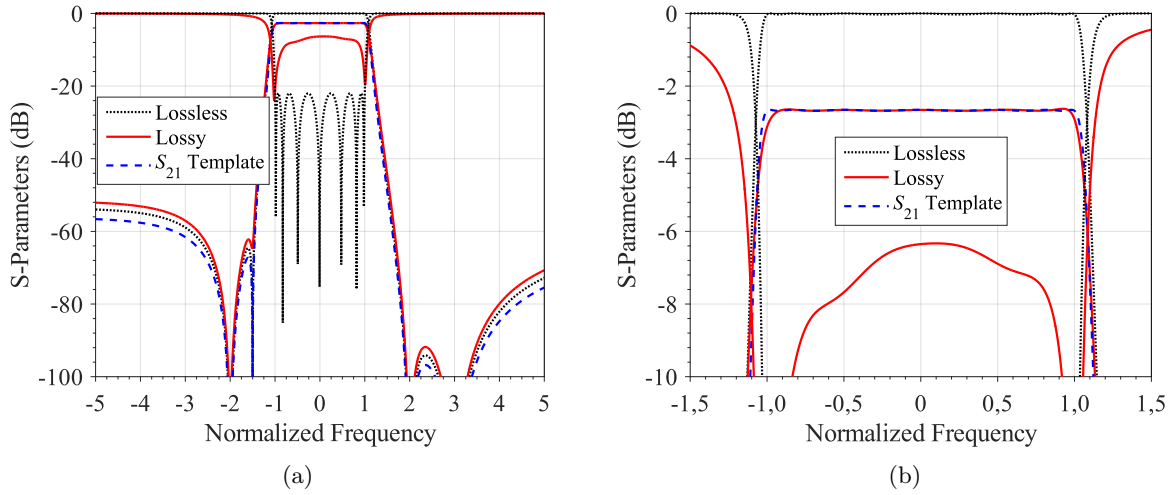 S-Parameters (dB)
0
-20
-40
-60
-80
-100
Lossless
Lossy
S21 Template
-5 -4 -3 -2 -1 0 1 2 3 4 5
Normalized Frequency
(a)
S-Parameters (dB)
0
-2
-4
-6
-8
-10
Lossless
Lossy
S21 Template
-1,5 -1,0 -0,5 0 0,5 1,0 1,5
Normalized Frequency
(b)